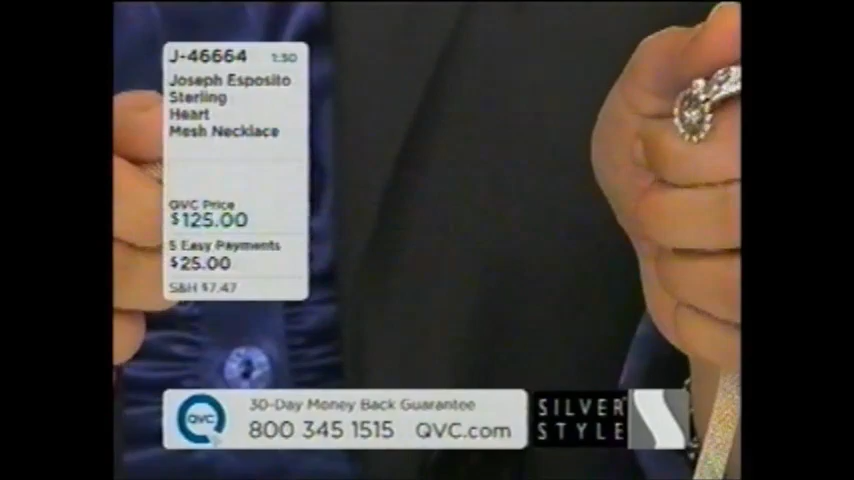 J-46664 1:30
Joseph Esposito
Sterling
Heart
Mesh Necklace
QVC Price
$125.00
5 Easy Payments
$25.00
S&H $7.47
QVC
30-Day Money Back Guarantee
800 345 1515 QVC.com
SILVER
STYLE